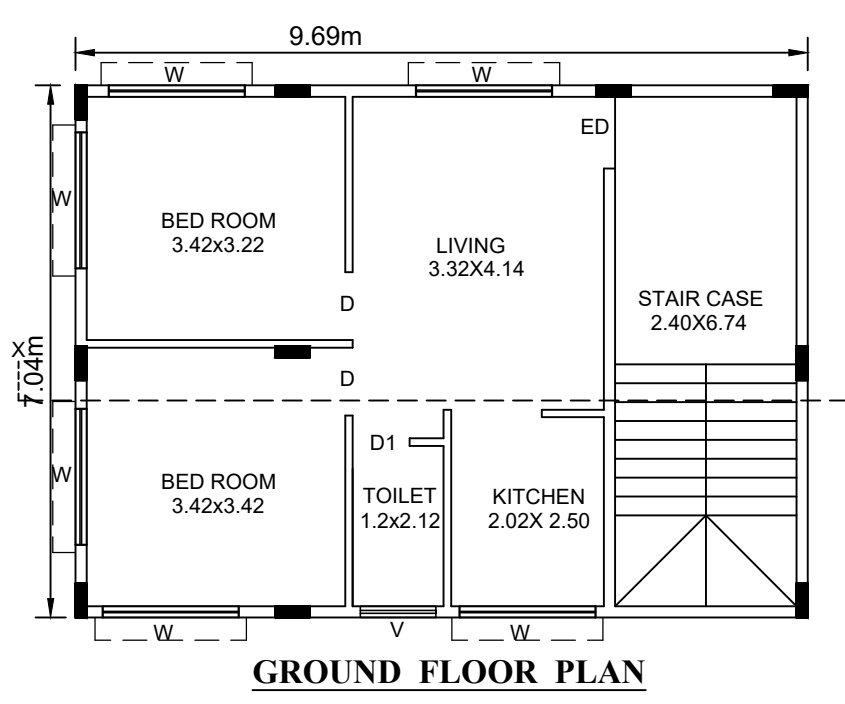 9.69m
W
W
ED
W
BED ROOM
3.42x3.22
LIVING
3.32X4.14
STAIR CASE
2.40X6.74
D
X
7.04m
D
D1
W
BED ROOM
3.42x3.42
TOILET
1.2x2.12
KITCHEN
2.02X 2.50
W
V
W
GROUND FLOOR PLAN